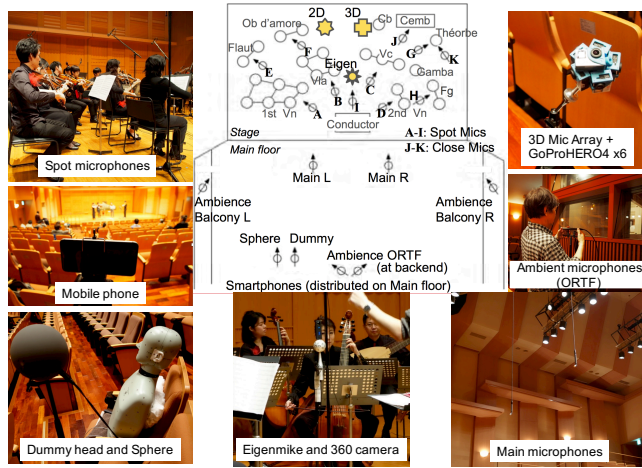 2D
3D
Cb
Cemb
Ob d'amore
Théorbe
J
F
G
K
Flaut
Eigen
Vc
E
Vla
Gamba
C
B
H
Fg
I
A
D
1st Vn
2nd Vn
Conductor
A-I: Spot Mics
Stage
J-K: Close Mics
Main floor
Spot microphones
3D Mic Array +
GoProHERO4 x6
Main L
Main R
Ambience
Balcony L
Ambience
Balcony R
Sphere
Dummy
Ambience ORTF
(at backend)
Smartphones (distributed on Main floor)
Mobile phone
Ambient microphones
(ORTF)
Dummy head and Sphere
Eigenmike and 360 camera
Main microphones